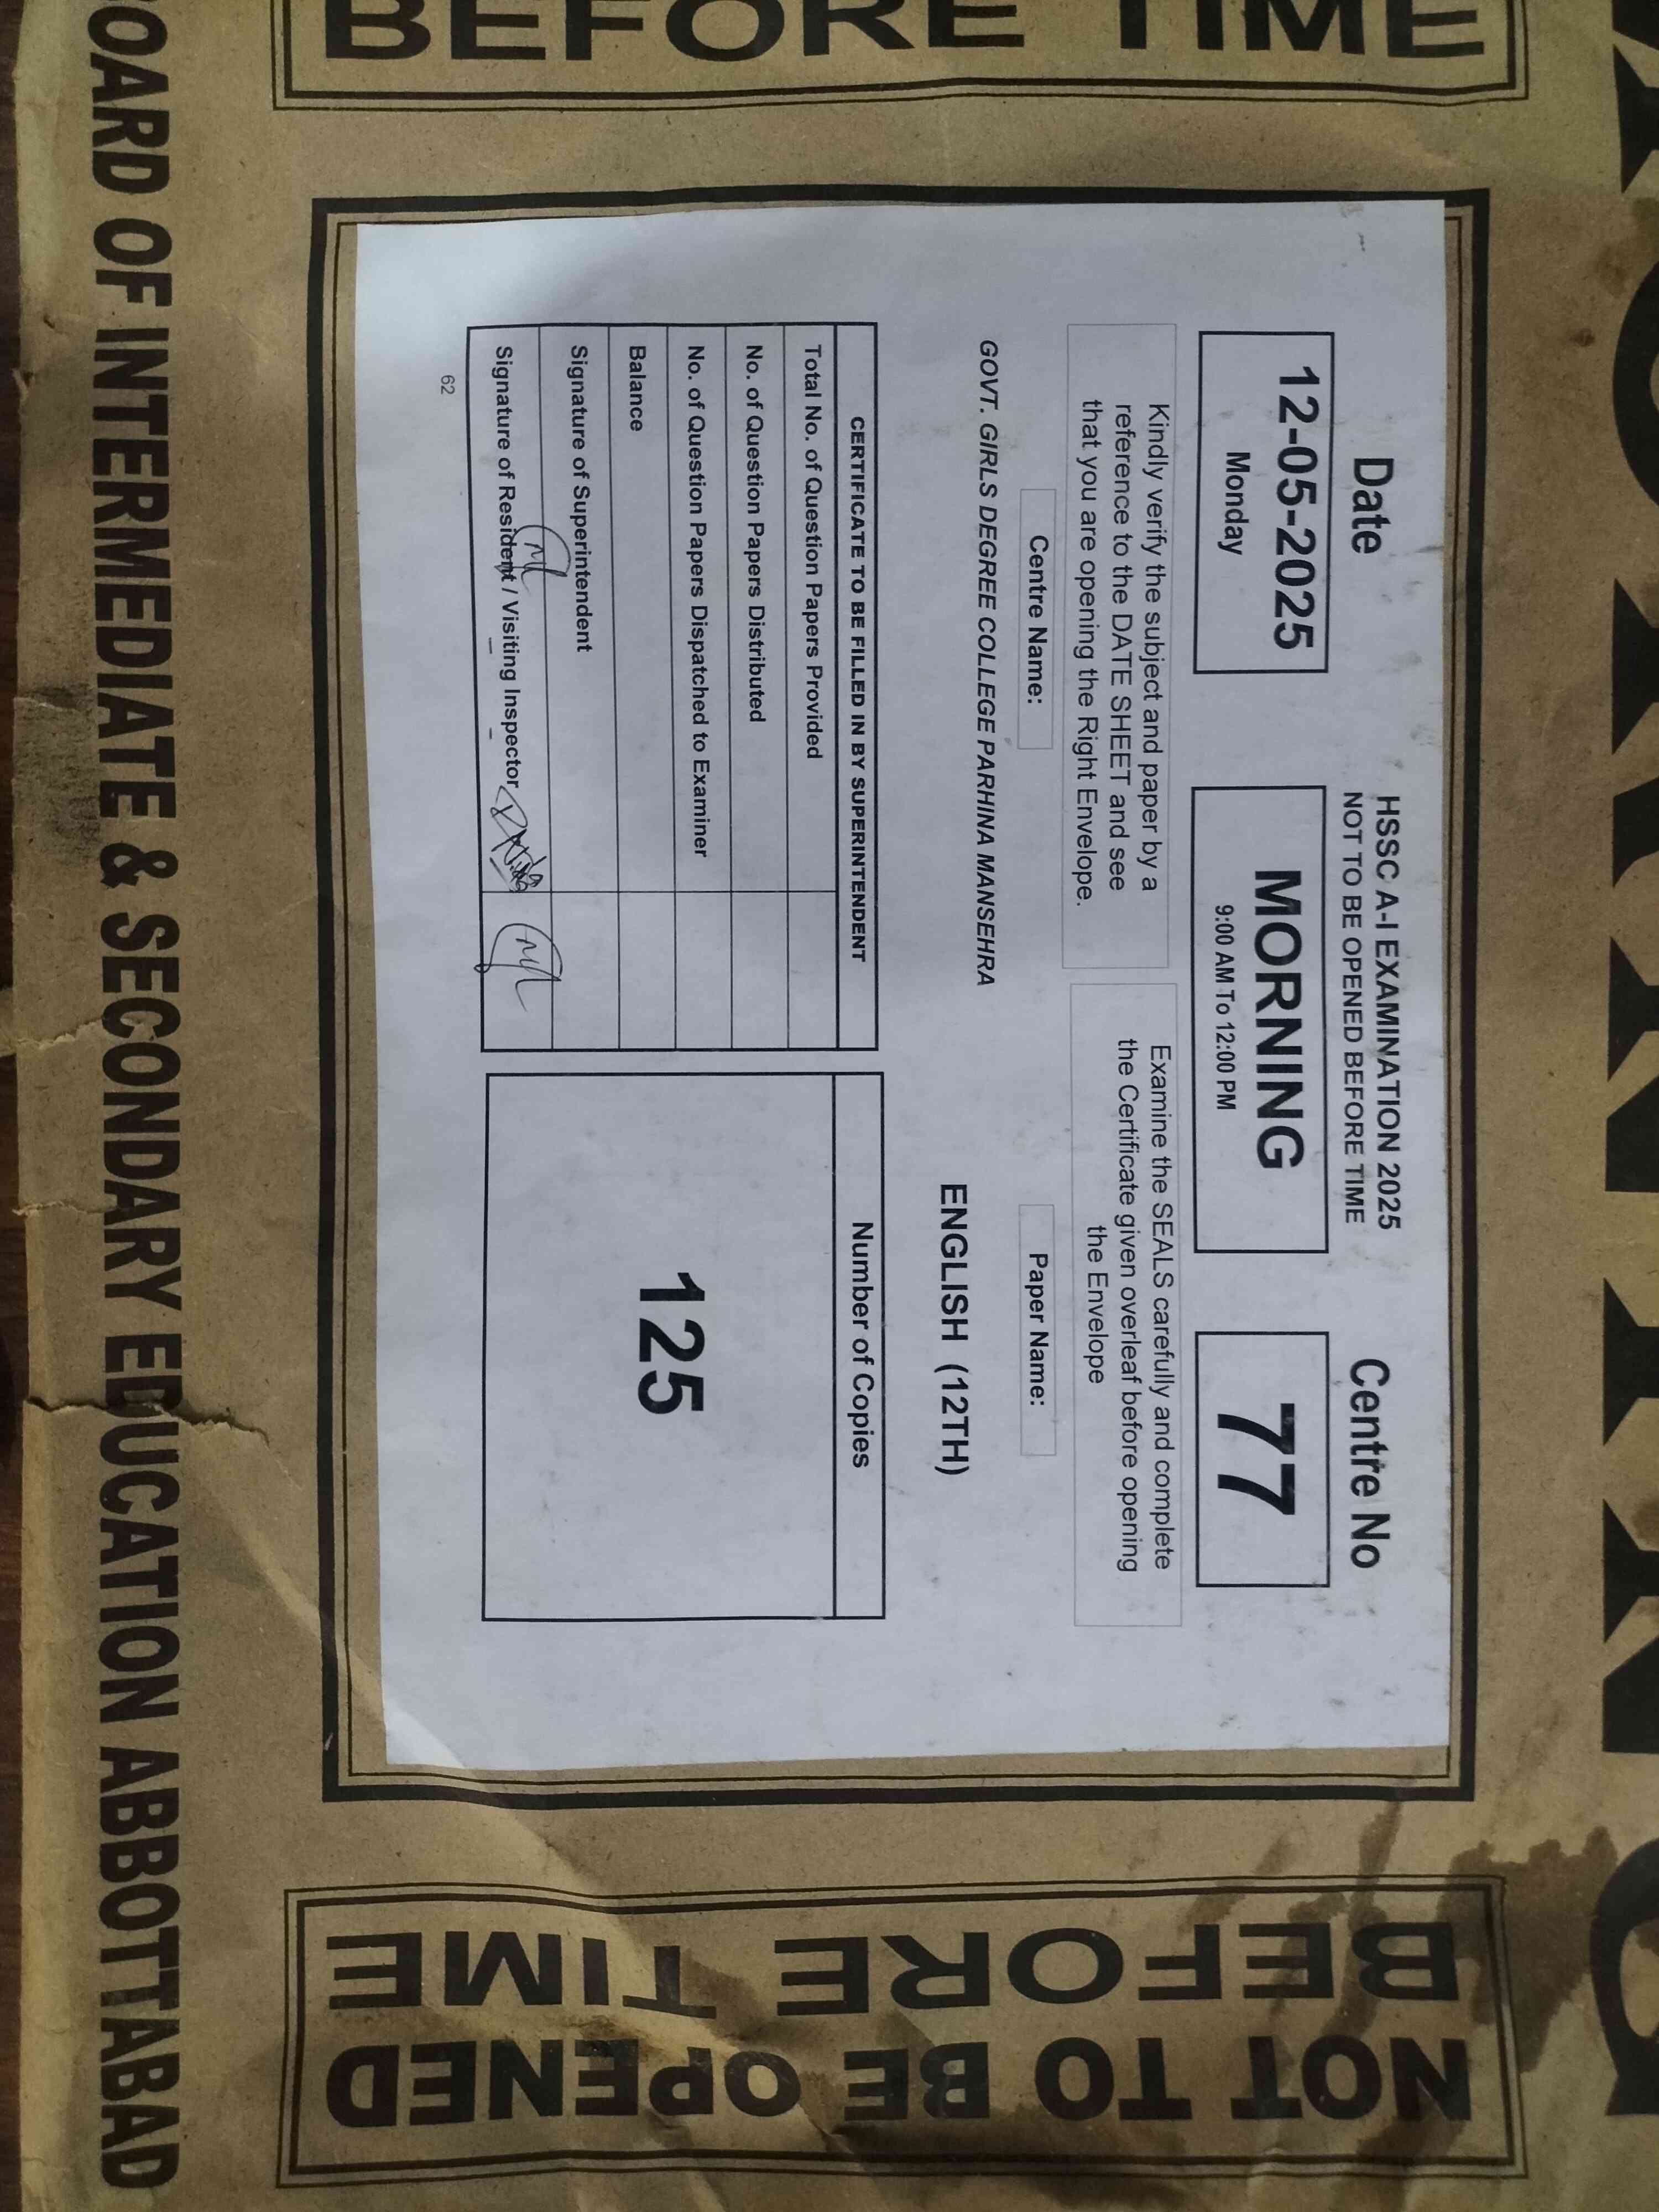 BEFORE TIME
Date
HSSC A-I EXAMINATION 2025
NOT TO BE OPENED BEFORE TIME
Centre No
12-05-2025
Monday
MORNING
9:00 AM To 12:00 PM
77
Kindly verify the subject and paper by a
reference to the DATE SHEET and see
that you are opening the Right Envelope.
Examine the SEALS carefully and complete
the Certificate given overleaf before opening
the Envelope
Centre Name:
Paper Name:
GOVT. GIRLS DEGREE COLLEGE PARHINA MANSEHRA
ENGLISH (12TH)
CERTIFICATE TO BE FILLED IN BY SUPERINTENDENT
Total No. of Question Papers Provided
No. of Question Papers Distributed
No. of Question Papers Dispatched to Examiner
Balance
Signature of Superintendent
Signature of Resident / Visiting Inspector
Number of Copies
125
62
NOT TO BE OPENED
BEFORE TIME
BOARD OF INTERMEDIATE & SECONDARY EDUCATION ABBOTTABAD